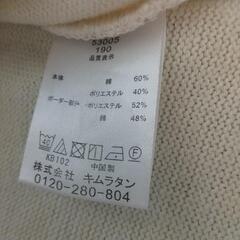 53005
190
品質表示
本体 綿 60%
ポリエステル 40%
ボーダー部分 ポリエステル 52%
綿 48%
40
KB102 中国製
株式会社 キムラタン
0120-280-804